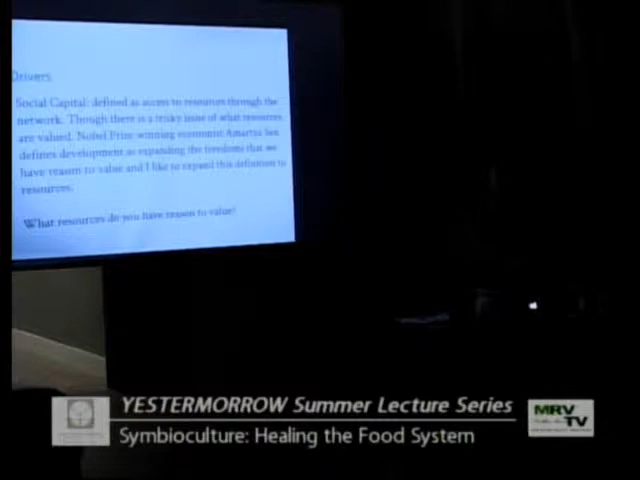 Drivers
Social Capital: defined as access to resources through the
network. Though there is a tricky issue of what resources
are valued. Nobel Prize winning economist Amartya Sen
defines development as expanding the freedoms that we
have reason to value and I like to expand this definition to
resources.
What resources do you have reason to value?
YESTERMORROW Summer Lecture Series
Symbioculture: Healing the Food System
MRV
TV